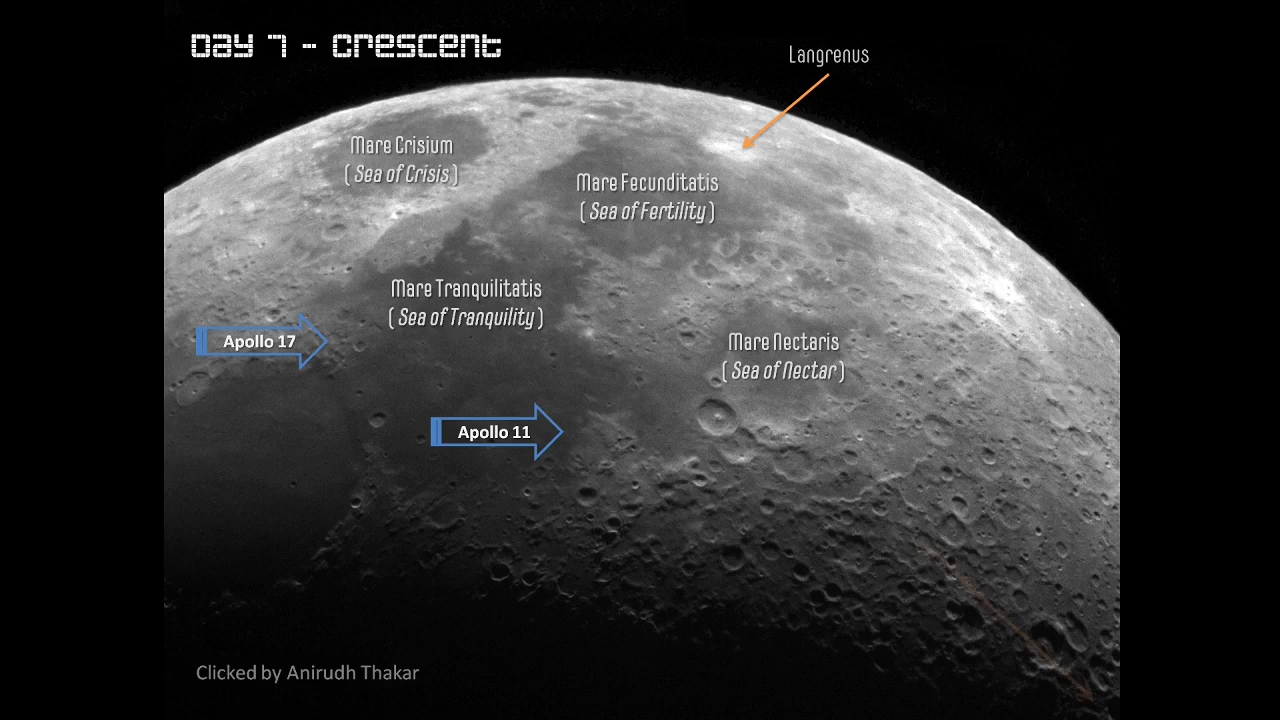 Day 7 - Crescent
Langrenus
Mare Crisium
( Sea of Crisis )
Mare Fecunditatis
( Sea of Fertility )
Mare Tranquilitatis
( Sea of Tranquility )
Apollo 17
Mare Nectaris
( Sea of Nectar )
Apollo 11
Clicked by Anirudh Thakar